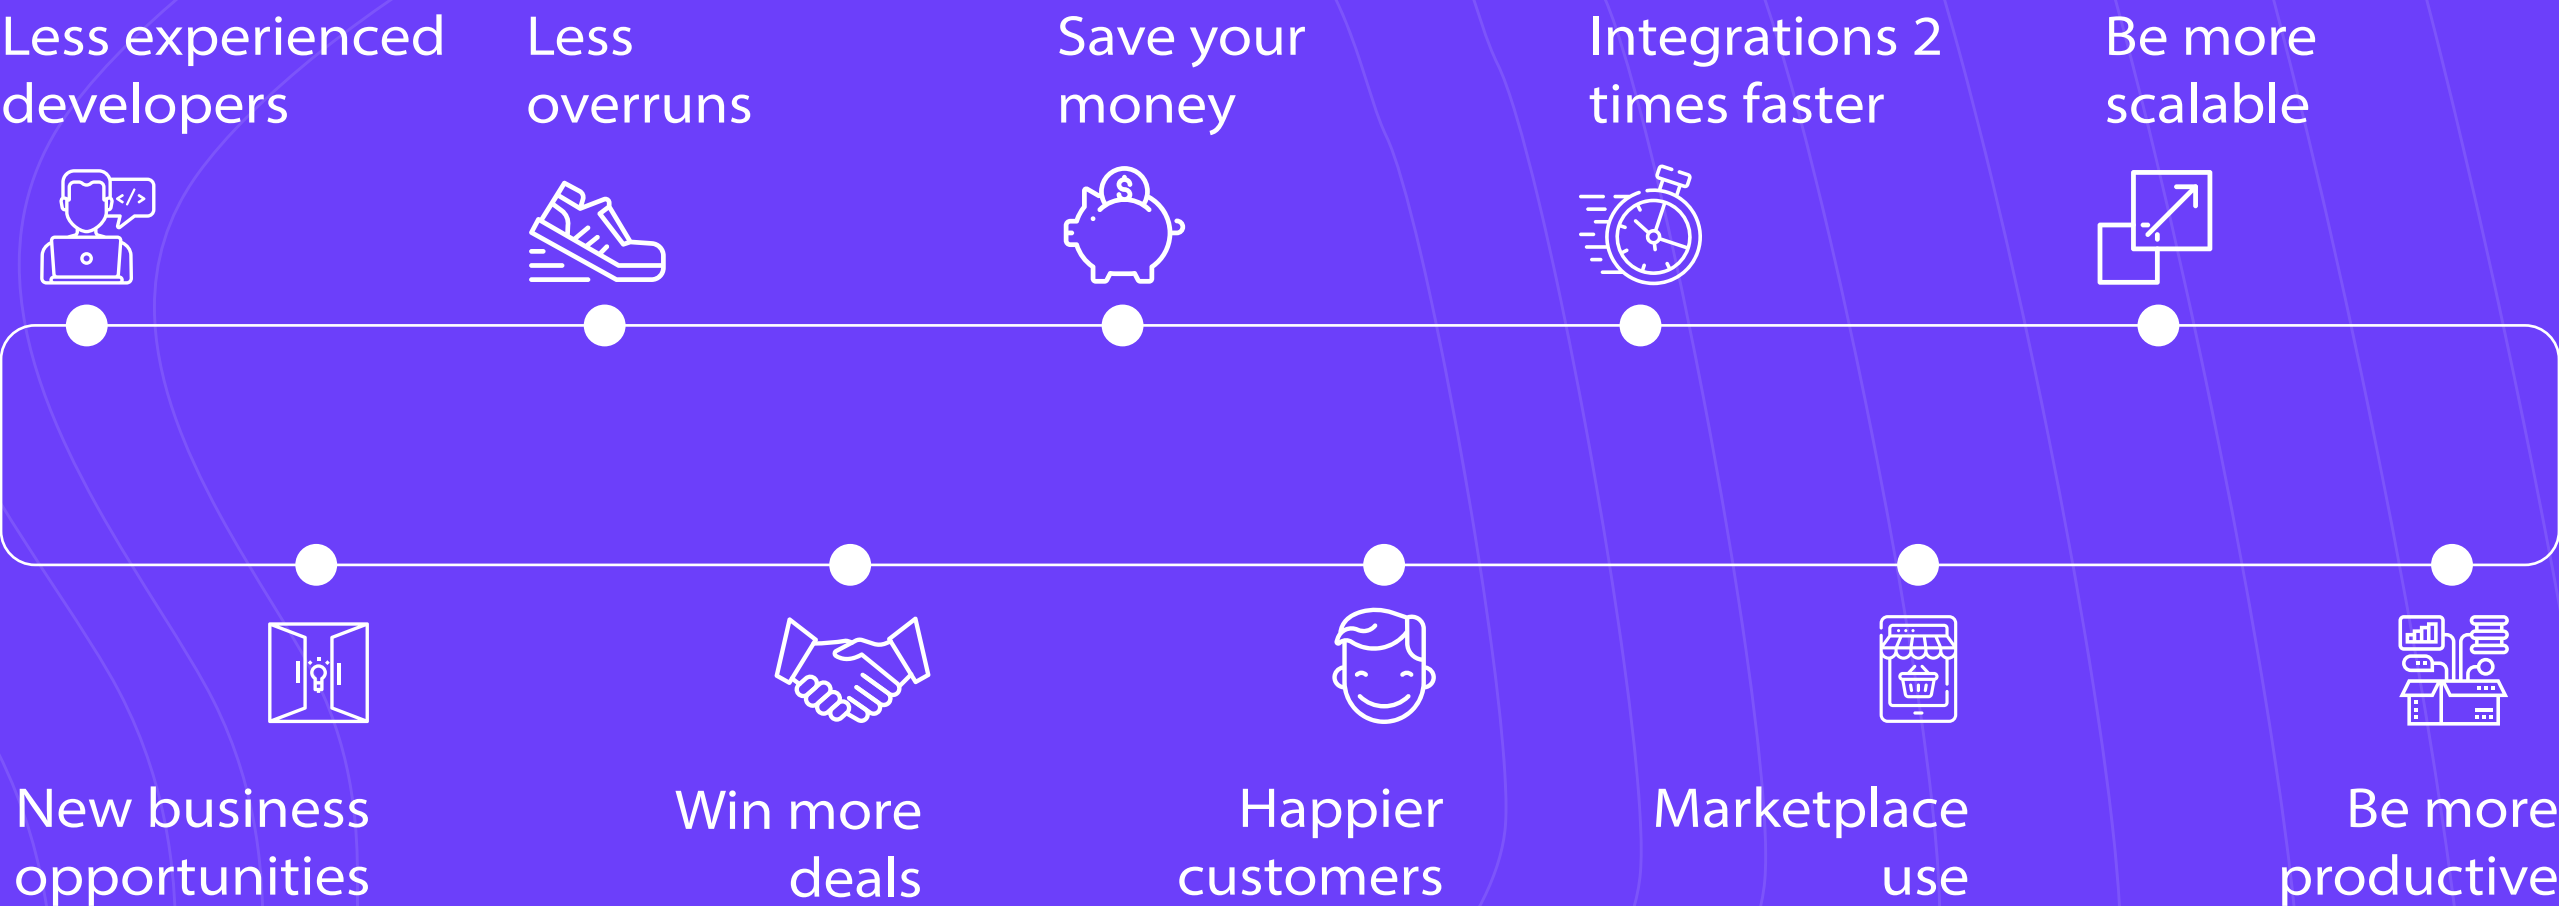 Less experienced
developers
Less
overruns
Save your
money
Integrations 2
times faster
Be more
scalable
</>
$
New business
opportunities
Win more
deals
Happier
customers
Marketplace
use
Be more
productive